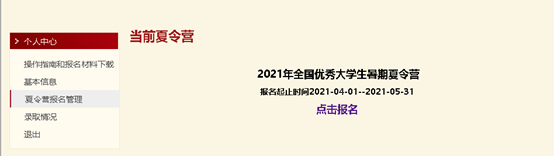 当前夏令营
个人中心
操作指南和报名材料下载
基本信息
夏令营报名管理
录取情况
退出
2021年全国优秀大学生暑期夏令营
报名起止时间2021-04-01--2021-05-31
点击报名